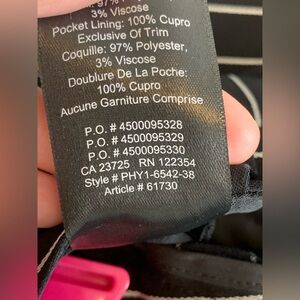 3% Viscose
Pocket Lining: 100% Cupro
Exclusive Of Trim
Coquille: 97% Polyester,
3% Viscose
Doublure De La Poche:
100% Cupro
Aucune Garniture Comprise
P.O. # 4500095328
P.O. # 4500095329
P.O. # 4500095330
CA 23725 RN 122354
Style # PHY1-6542-38
Article # 61730